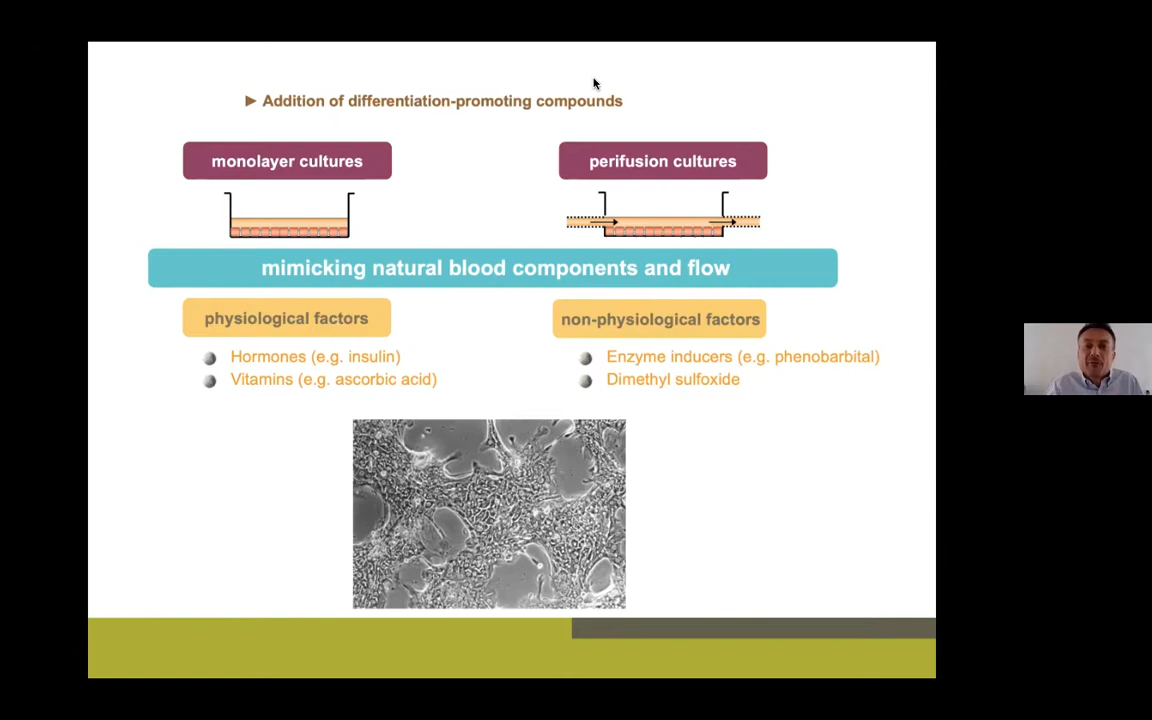 ► Addition of differentiation-promoting compounds
monolayer cultures
perifusion cultures
mimicking natural blood components and flow
physiological factors
non-physiological factors
Hormones (e.g. insulin)
Vitamins (e.g. ascorbic acid)
Enzyme inducers (e.g. phenobarbital)
Dimethyl sulfoxide